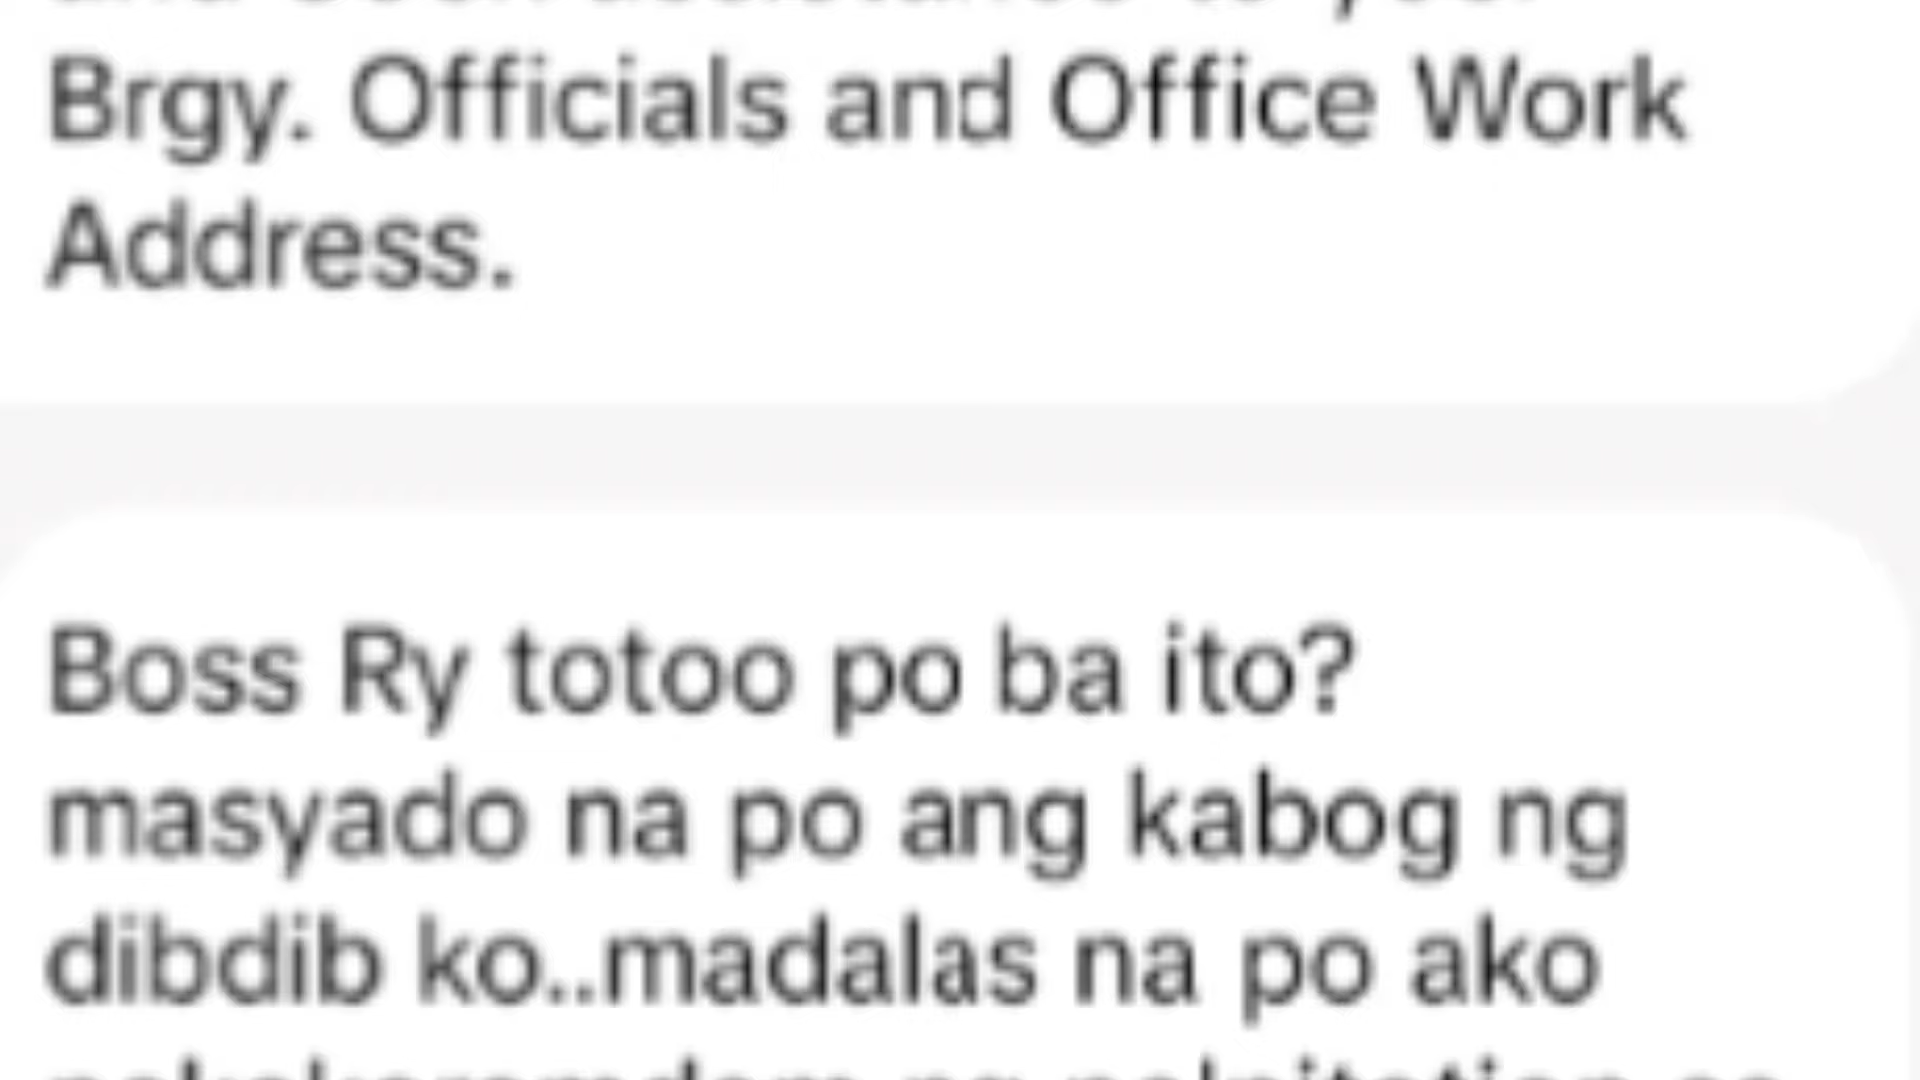 Brgy. Officials and Office Work
Address.
Boss Ry totoo po ba ito?
masyado na po ang kabog ng
dibdib ko..madalas na po ako